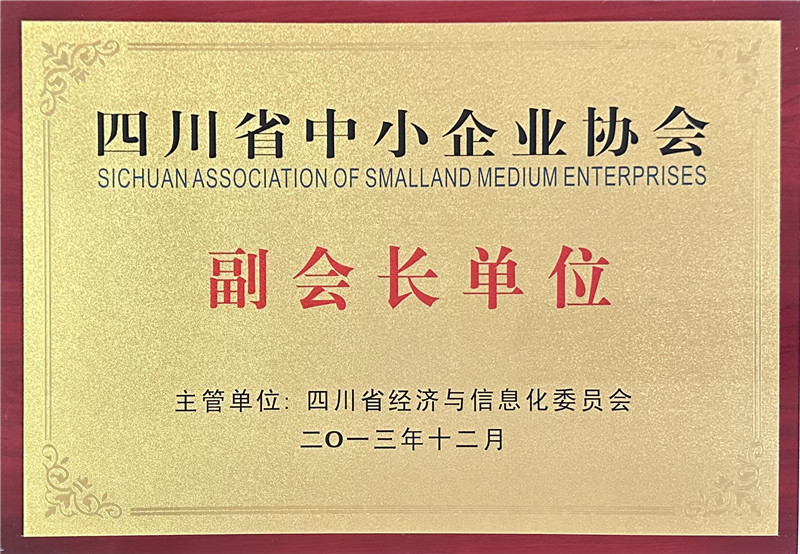 四川省中小企业协会
SICHUAN ASSOCIATION OF SMALLAND MEDIUM ENTERPRISES
副会长单位
主管单位: 四川省经济与信息化委员会
二O一三年十二月